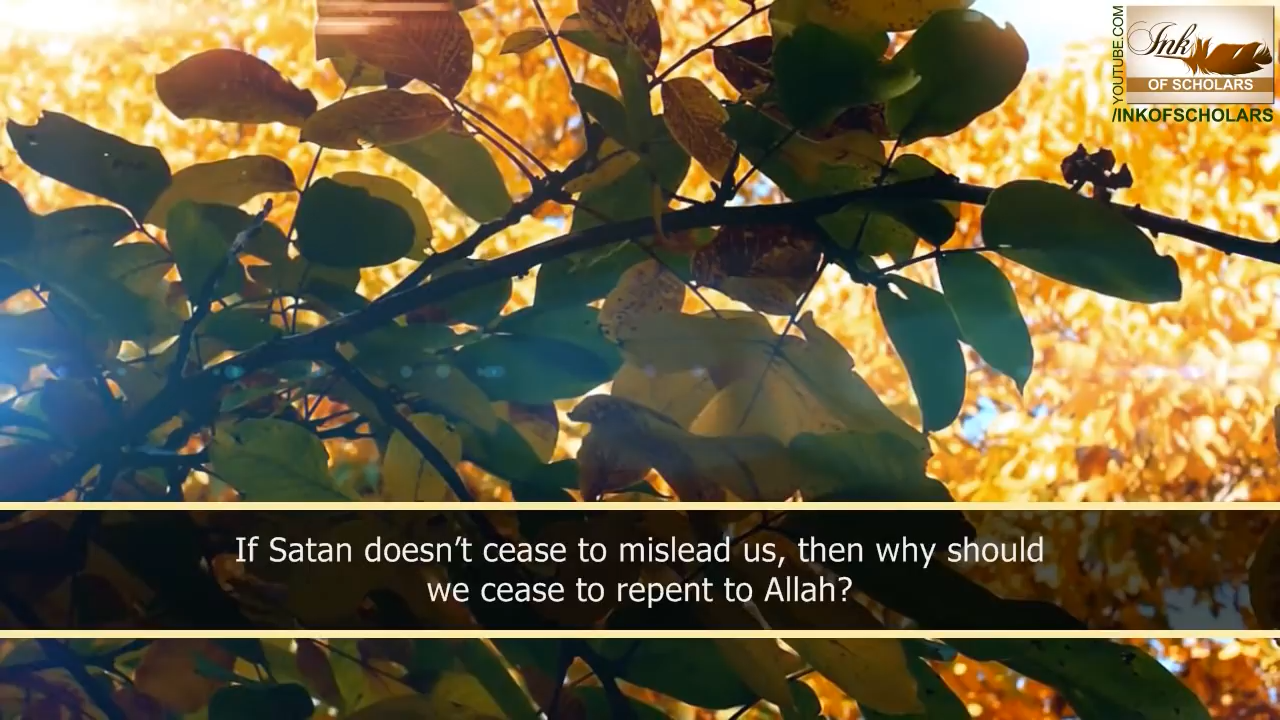 YOUTUBE.COM
Ink
OF SCHOLARS
/INKOFSCHOLARS
If Satan doesn't cease to mislead us, then why should
we cease to repent to Allah?